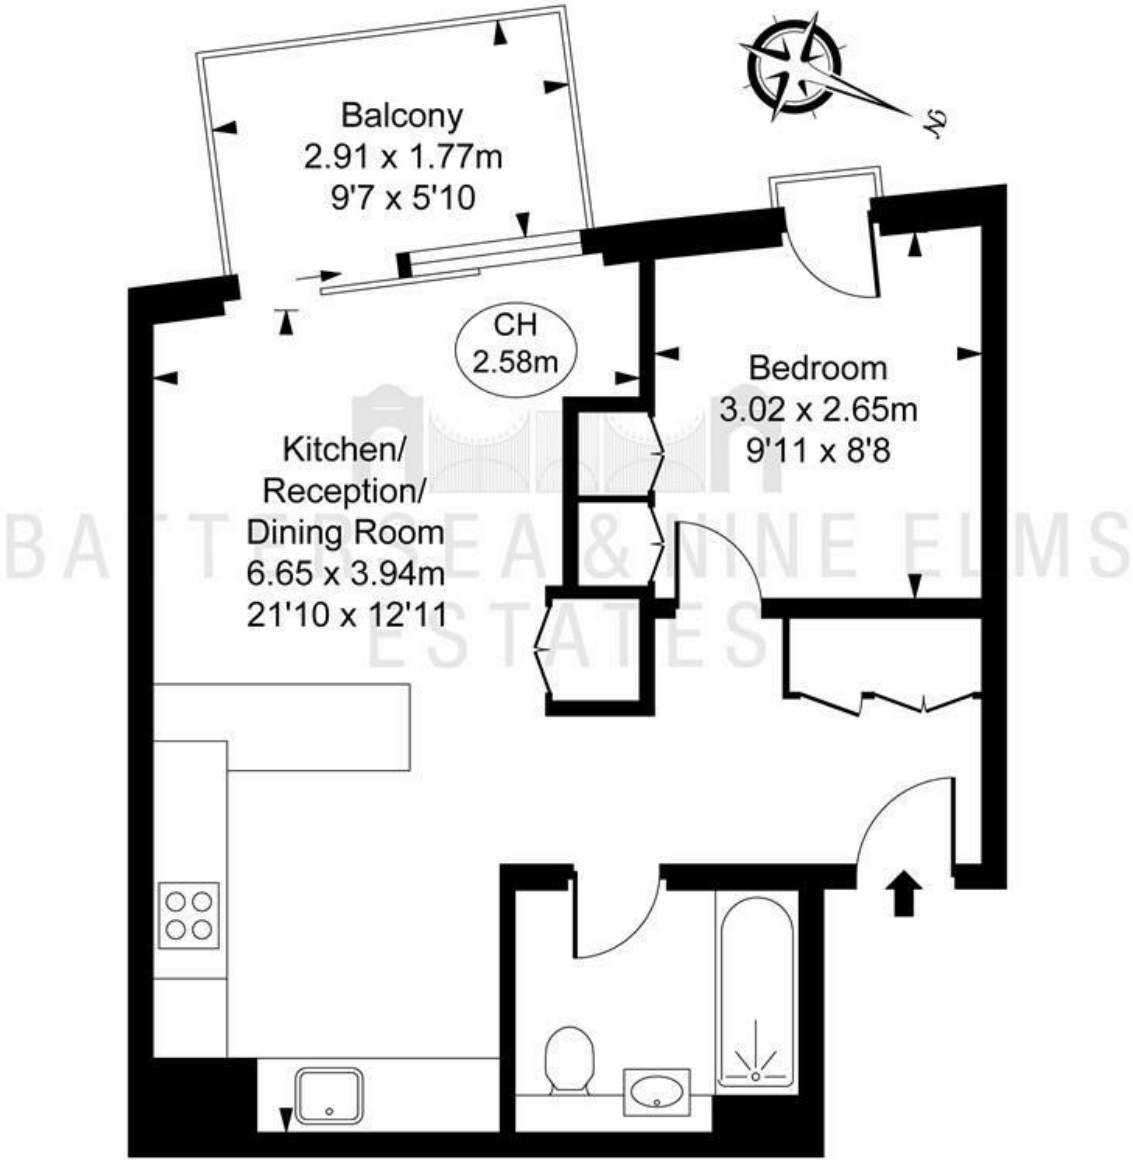 Balcony
2.91 x 1.77m
9'7 x 5'10
N
CH
2.58m
Bedroom
3.02 x 2.65m
9'11 x 8'8
Kitchen/
Reception/
Dining Room
6.65 x 3.94m
21'10 x 12'11
BATTERSEA & NINE ELMS
ESTATES